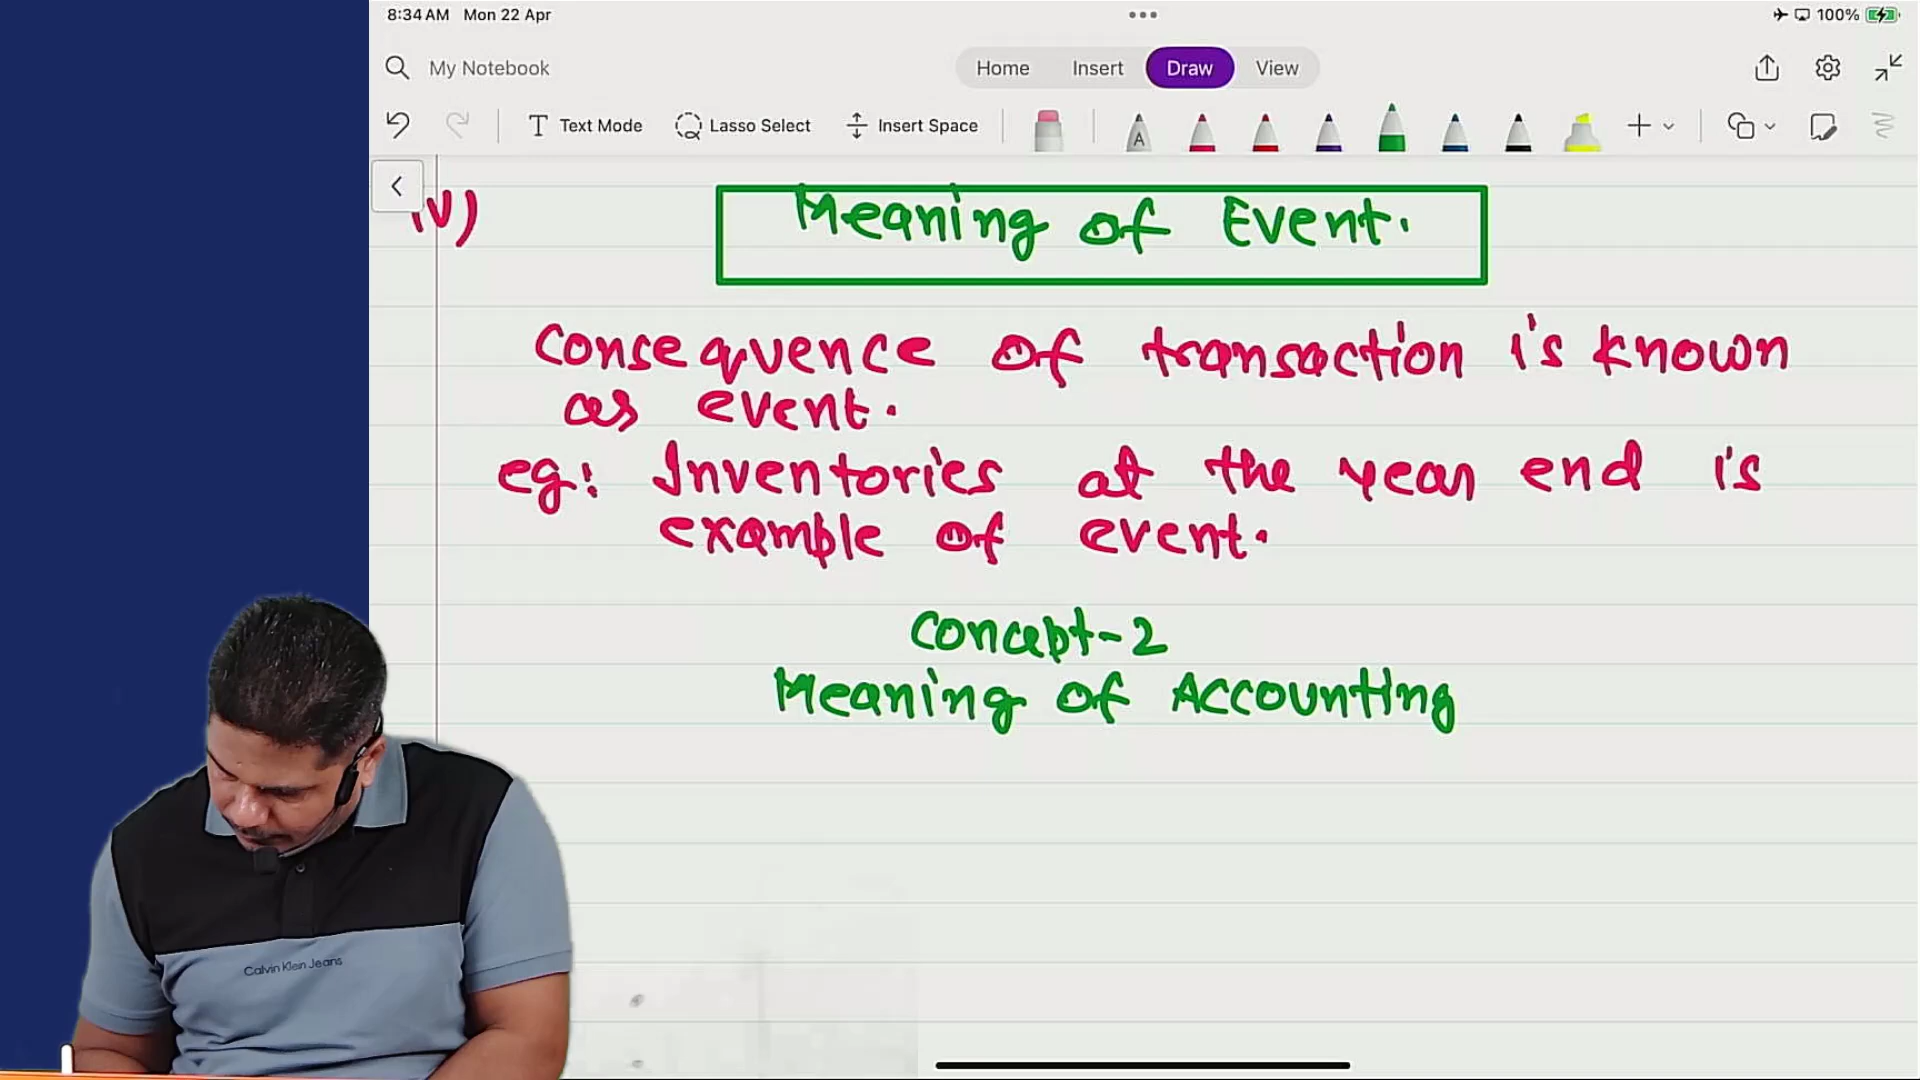 8:34 AM Mon 22 Apr
100%
My Notebook
Home Insert Draw View
Text Mode Lasso Select Insert Space
A
iv) Meaning of Event.
Consequence of transaction is known
as event.
eg: Inventories at the year end is
example of event.
Concept-2
Meaning of Accounting
Calvin Klein Jeans